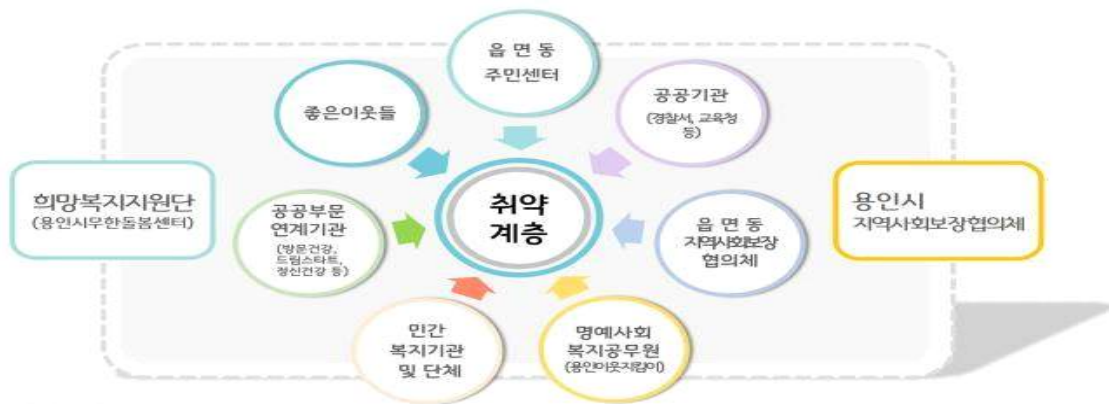 읍 면 동
주민센터
좋은이웃들
공공기관
(경찰서, 교육청
등)
희망복지지원단
(용인시무한돌봄센터)
공공부문
연계기관
(방문건강,
드림스타트,
정신건강 등)
취약
계층
읍 면 동
지역사회보장
협의체
용인시
지역사회보장협의체
민간
복지기관
및 단체
명예사회
복지공무원
(용인이웃지킴이)